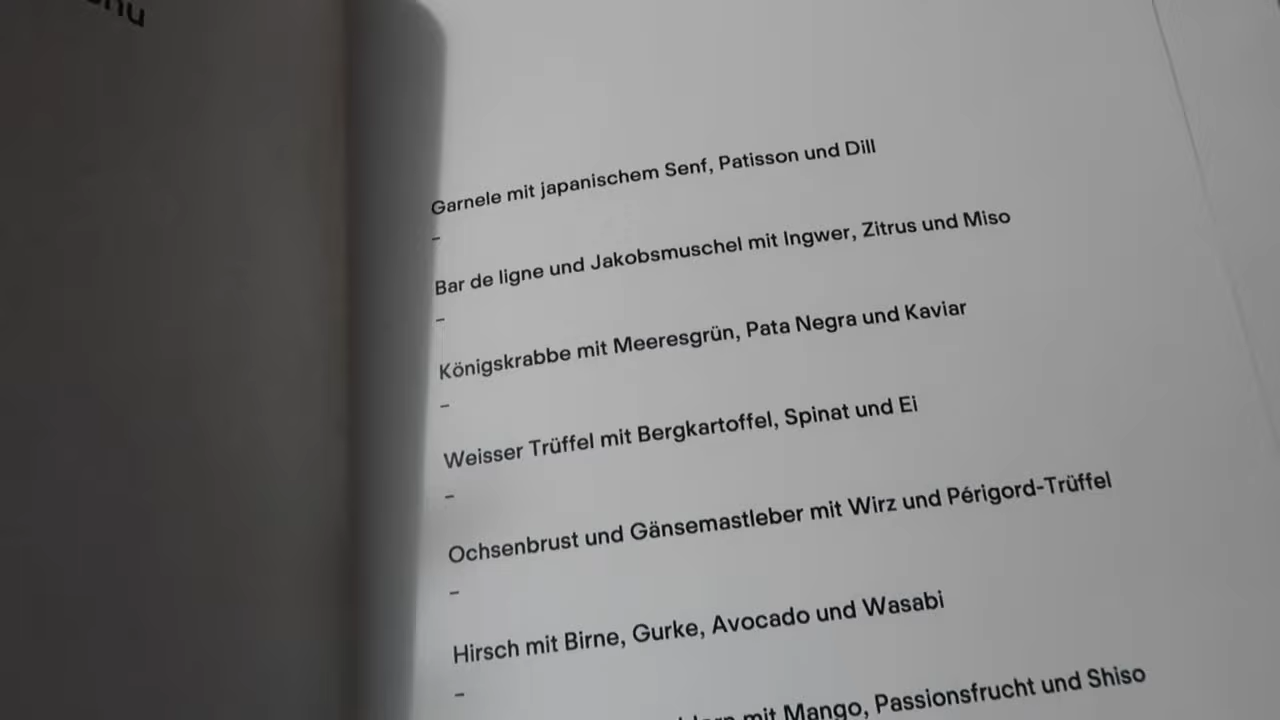 Garnele mit japanischem Senf, Patisson und Dill
–
Bar de ligne und Jakobsmuschel mit Ingwer, Zitrus und Miso
–
Königskrabbe mit Meeresgrün, Pata Negra und Kaviar
–
Weisser Trüffel mit Bergkartoffel, Spinat und Ei
–
Ochsenbrust und Gänsemastleber mit Wirz und Périgord-Trüffel
–
Hirsch mit Birne, Gurke, Avocado und Wasabi
–
mit Mango, Passionsfrucht und Shiso